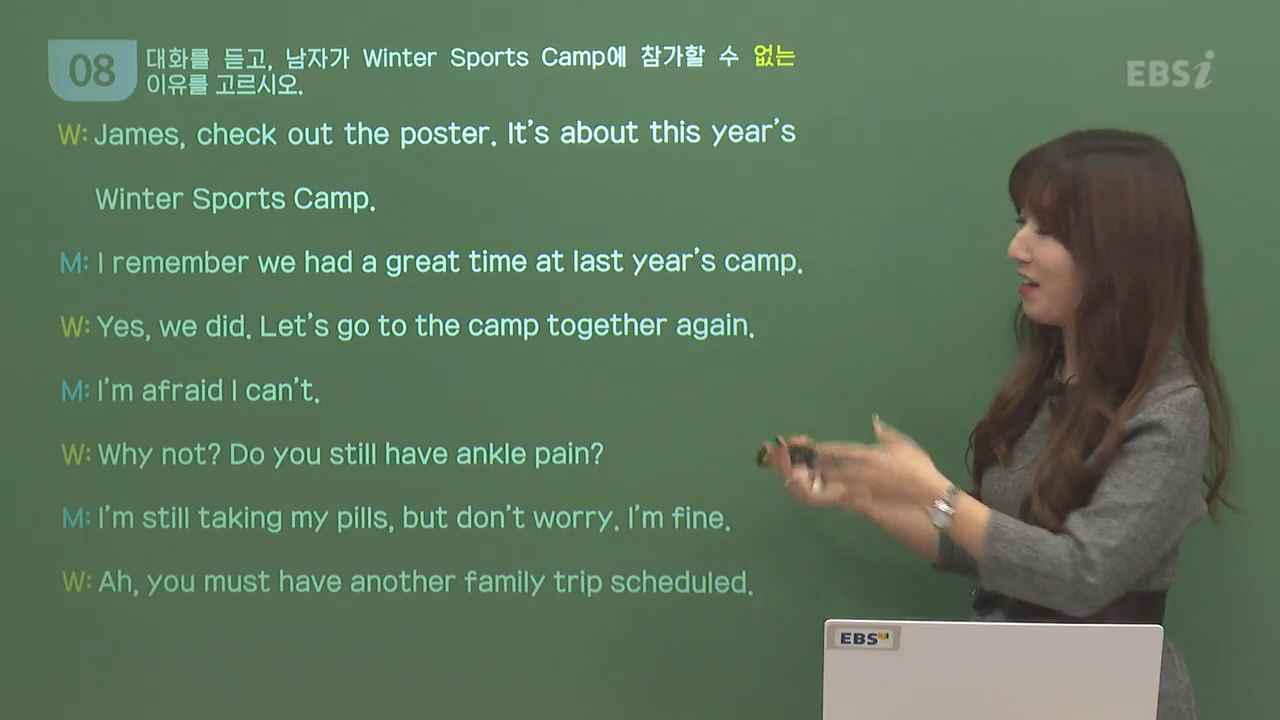 08
대화를 듣고, 남자가 Winter Sports Camp에 참가할 수 없는
이유를 고르시오.
EBSi
W: James, check out the poster. It's about this year's
Winter Sports Camp.
M: I remember we had a great time at last year's camp.
W: Yes, we did. Let's go to the camp together again.
M: I'm afraid I can't.
W: Why not? Do you still have ankle pain?
M: I'm still taking my pills, but don't worry. I'm fine.
W: Ah, you must have another family trip scheduled.
EBS